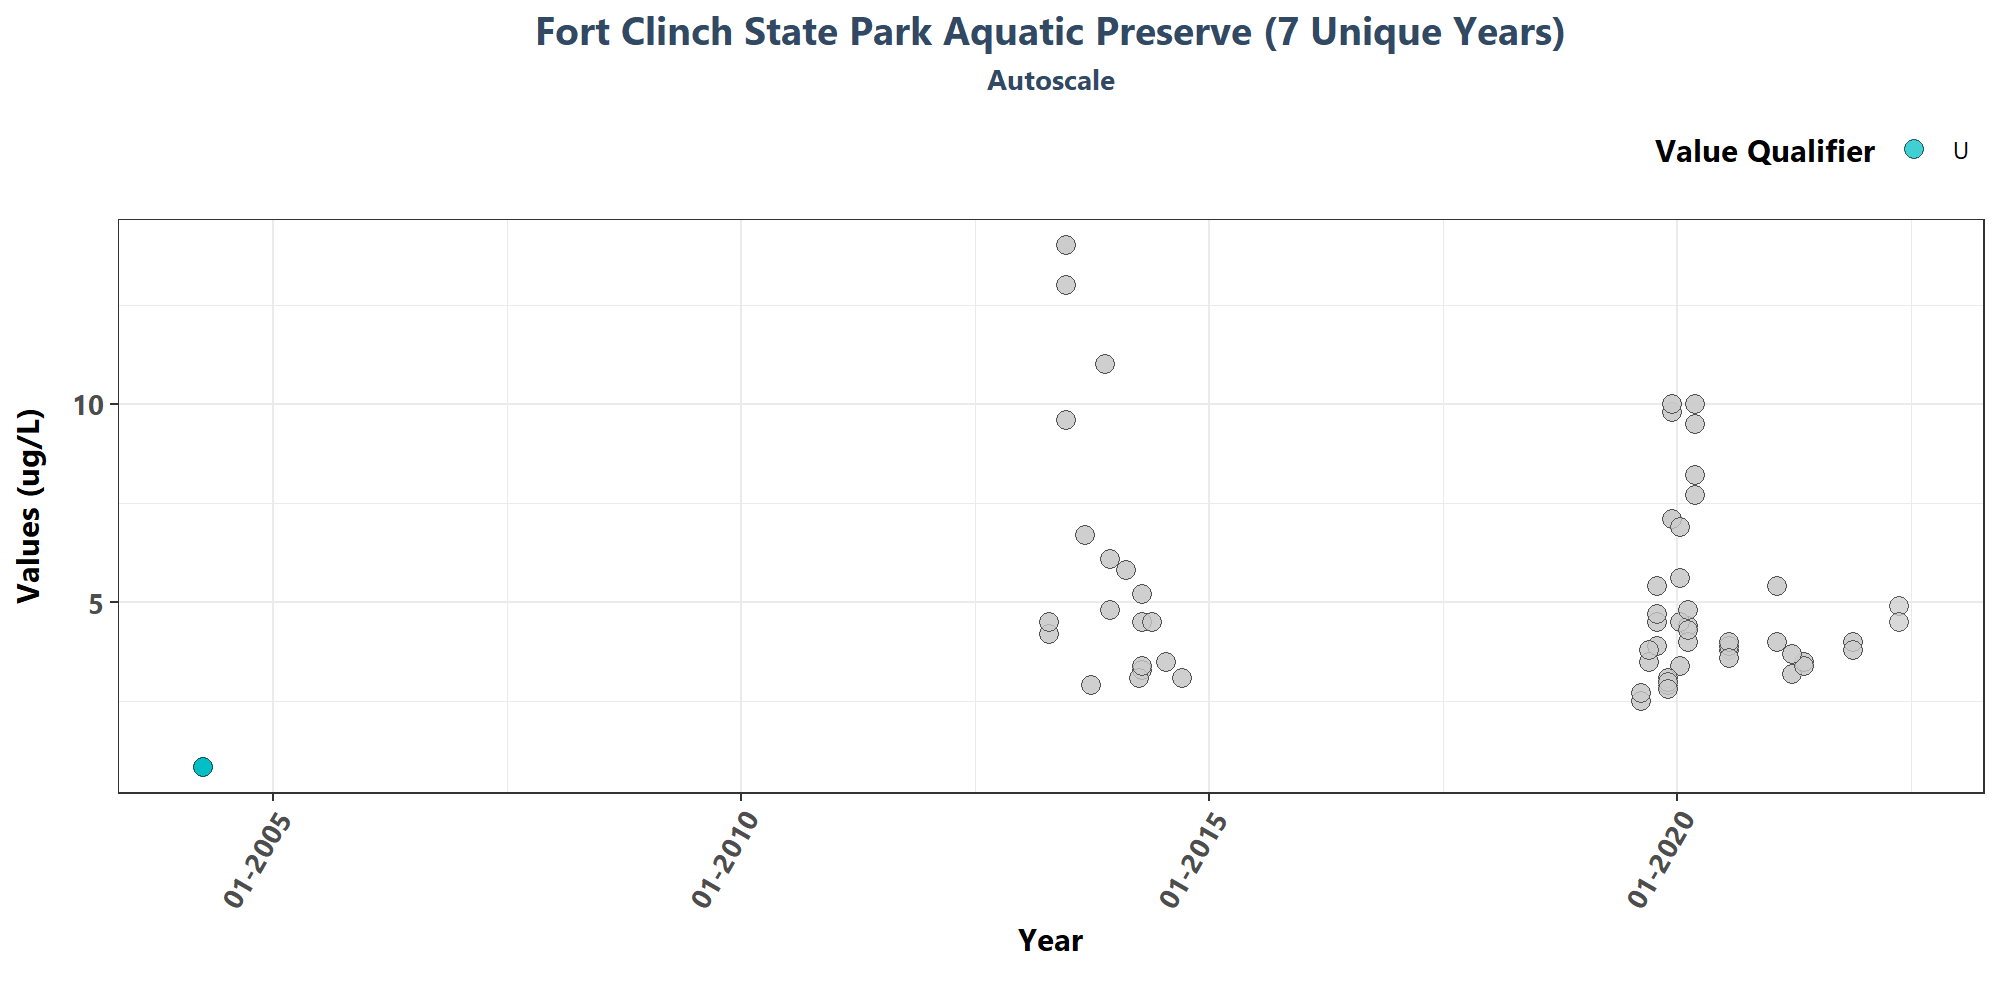 Fort Clinch State Park Aquatic Preserve (7 Unique Years)
Autoscale
Value Qualifier
U
Values (ug/L)
10
5
01-2005
01-2010
01-2015
01-2020
Year